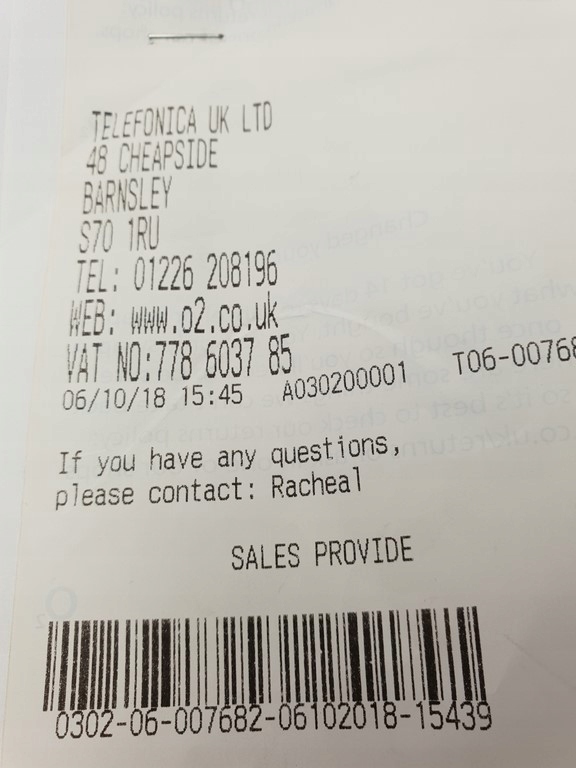 TELEFONICA UK LTD
48 CHEAPSIDE
BARNSLEY
S70 1RU
TEL: 01226 208196
WEB: www.o2.co.uk
VAT NO:778 6037 85
06/10/18 15:45 A030200001 T06-00768
If you have any questions,
please contact: Racheal
SALES PROVIDE
0302-06-007682-06102018-15439